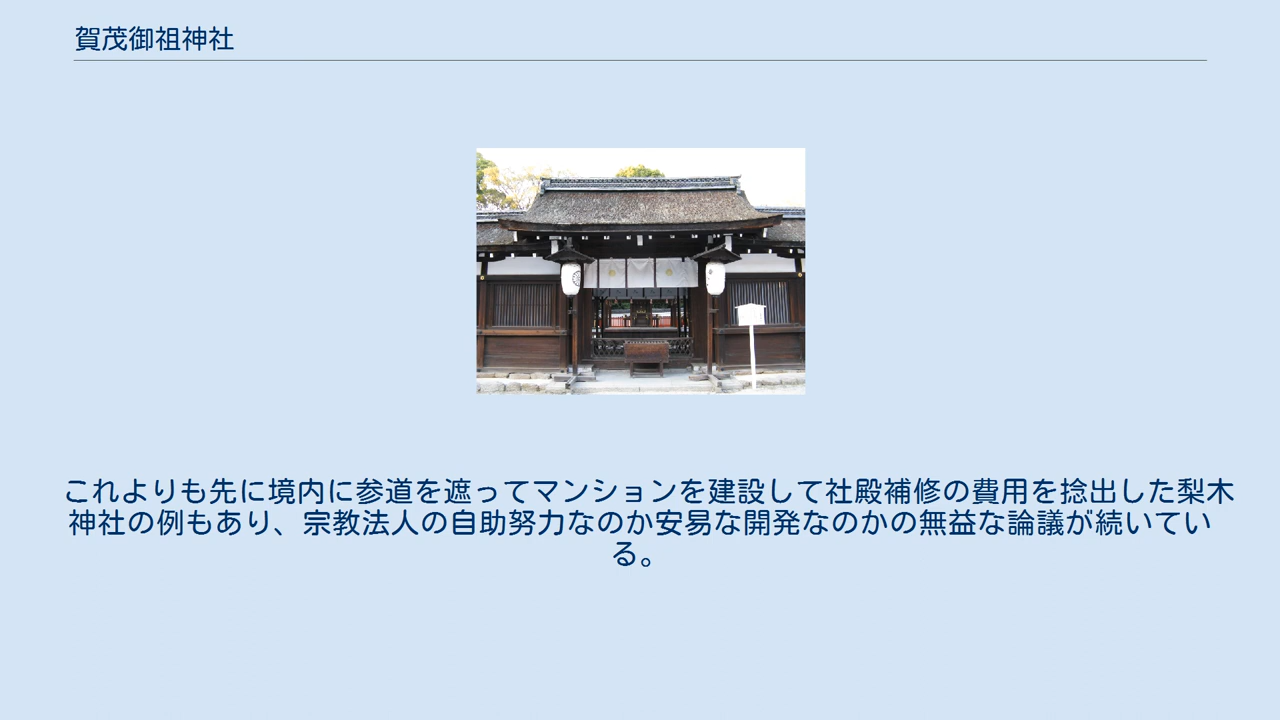 賀茂御祖神社
これよりも先に境内に参道を遮ってマンションを建設して社殿補修の費用を捻出した梨木
神社の例もあり、宗教法人の自助努力なのか安易な開発なのかの無益な論議が続いてい
る。